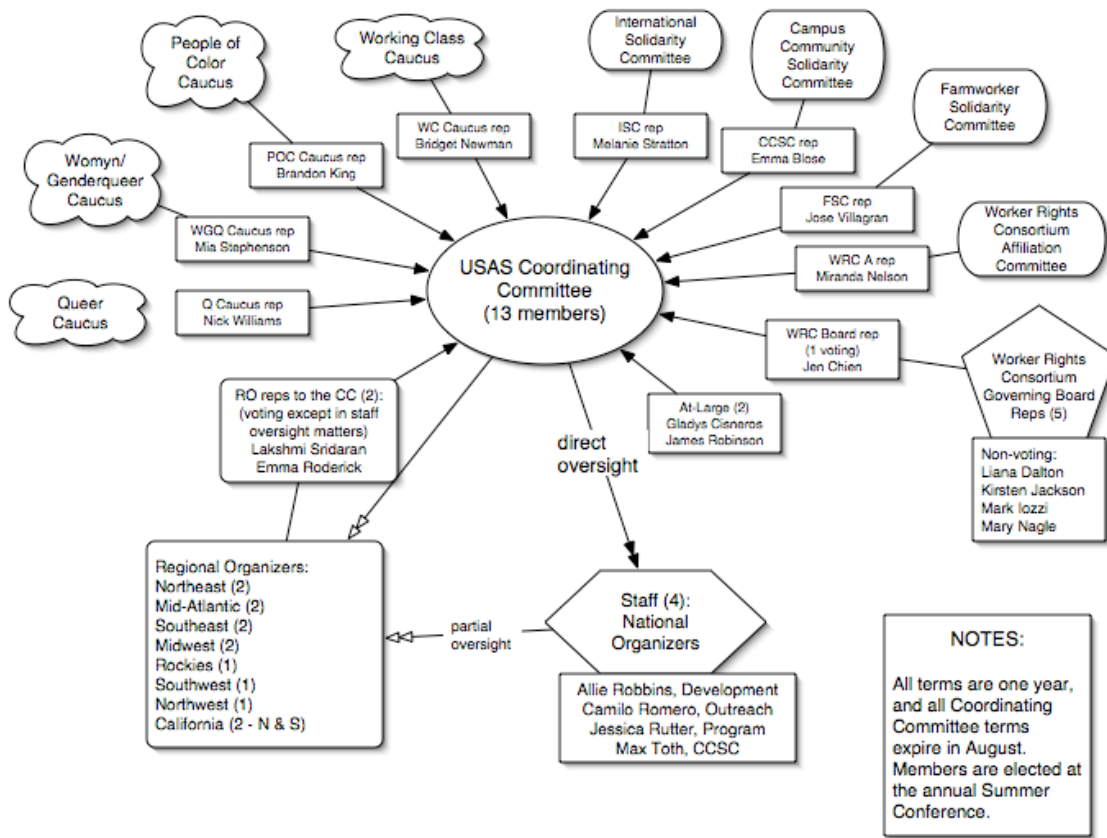 People of
Color
Caucus
Working Class
Caucus
International
Solidarity
Committee
Campus
Community
Solidarity
Committee
Farmworker
Solidarity
Committee
WC Caucus rep
Bridget Newman
ISC rep
Melanie Stratton
CCSC rep
Emma Blose
POC Caucus rep
Brandon King
Womyn/
Genderqueer
Caucus
FSC rep
Jose Villagran
WGQ Caucus rep
Mia Stephenson
WRC A rep
Miranda Nelson
Worker Rights
Consortium
Affiliation
Committee
USAS Coordinating
Committee
(13 members)
Queer
Caucus
Q Caucus rep
Nick Williams
WRC Board rep
(1 voting)
Jen Chien
Worker Rights
Consortium
Governing Board
Reps (5)
RO reps to the CC (2):
(voting except in staff
oversight matters)
Lakshmi Sridaran
Emma Roderick
At-Large (2)
Gladys Cisneros
James Robinson
direct
oversight
Non-voting:
Liana Dalton
Kirsten Jackson
Mark Iozzi
Mary Nagle
Regional Organizers:
Northeast (2)
Mid-Atlantic (2)
Southeast (2)
Midwest (2)
Rockies (1)
Southwest (1)
Northwest (1)
California (2 - N & S)
partial
oversight
Staff (4):
National
Organizers
Allie Robbins, Development
Camilo Romero, Outreach
Jessica Rutter, Program
Max Toth, CCSC
NOTES:
All terms are one year,
and all Coordinating
Committee terms
expire in August.
Members are elected at
the annual Summer
Conference.